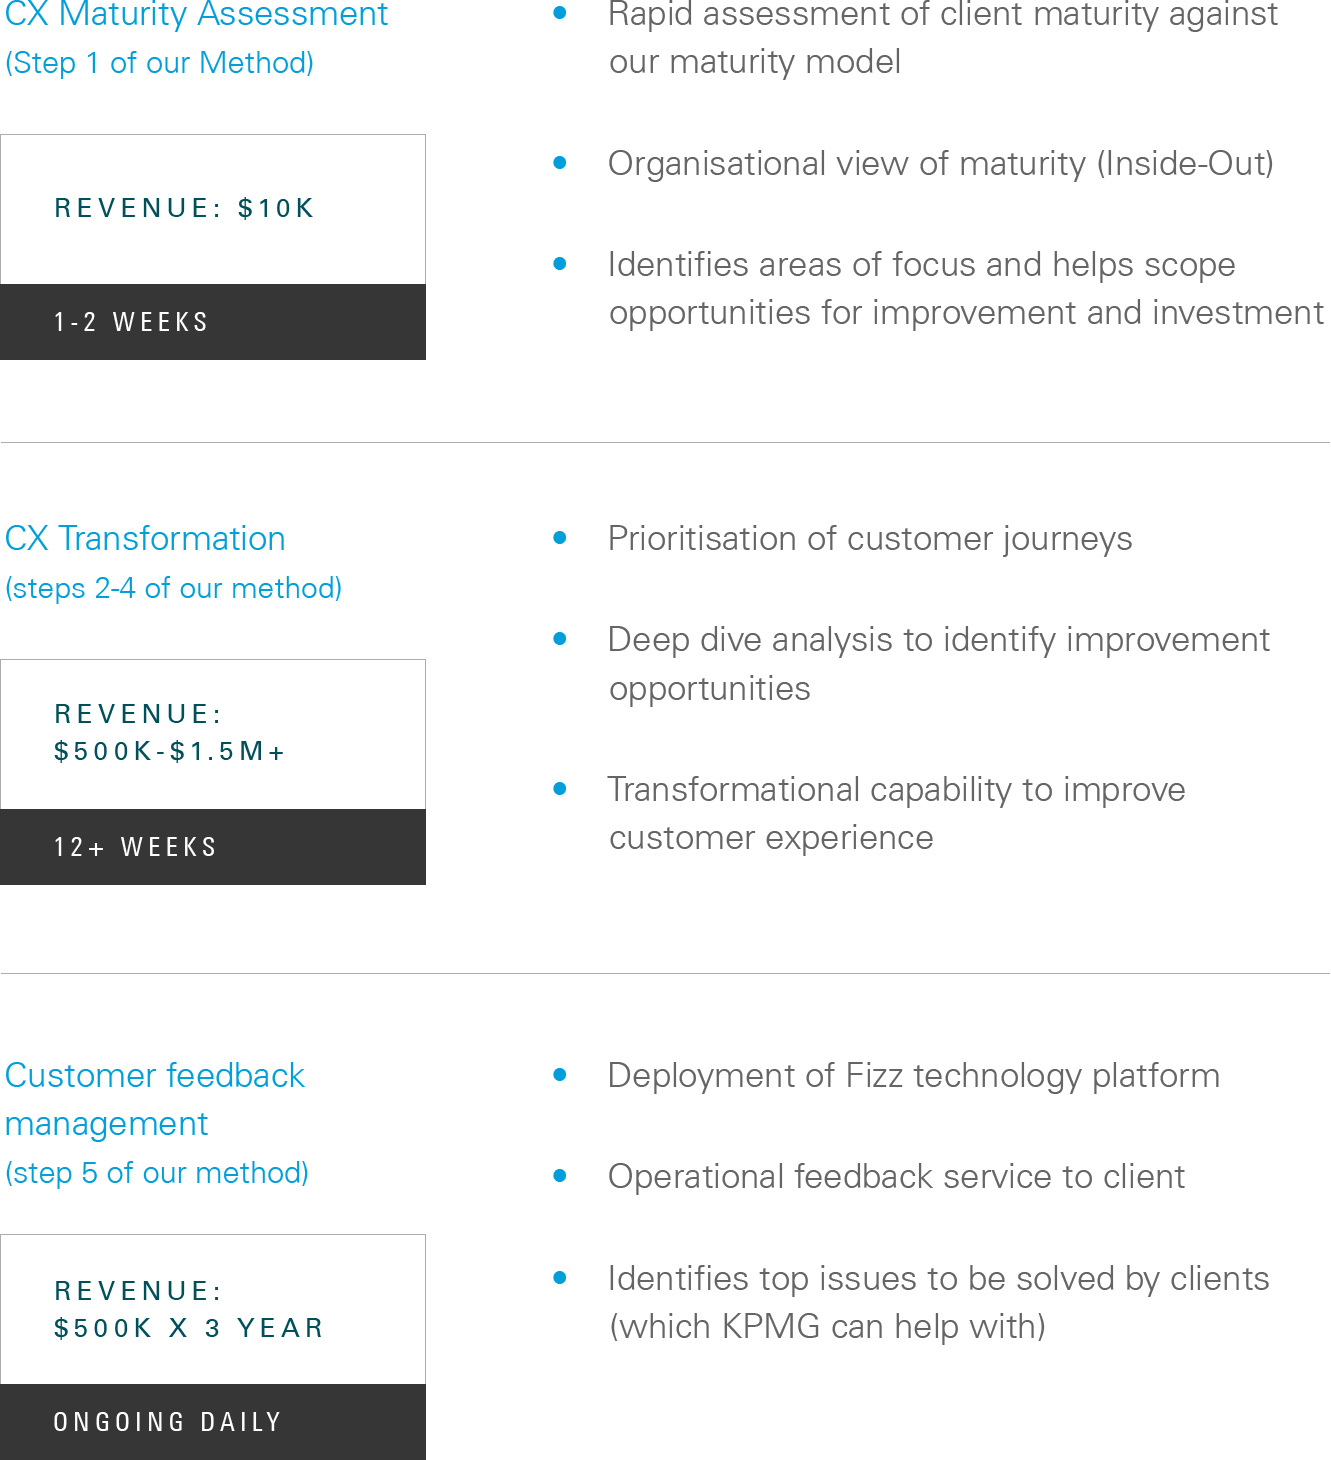 CX Maturity Assessment
(Step 1 of our Method)
REVENUE: $10K
1-2 WEEKS
• Rapid assessment of client maturity against
our maturity model
• Organisational view of maturity (Inside-Out)
• Identifies areas of focus and helps scope
opportunities for improvement and investment
CX Transformation
(steps 2-4 of our method)
REVENUE:
$500K-$1.5M+
12+ WEEKS
• Prioritisation of customer journeys
• Deep dive analysis to identify improvement
opportunities
• Transformational capability to improve
customer experience
Customer feedback
management
(step 5 of our method)
REVENUE:
$500K X 3 YEAR
ONGOING DAILY
• Deployment of Fizz technology platform
• Operational feedback service to client
• Identifies top issues to be solved by clients
(which KPMG can help with)